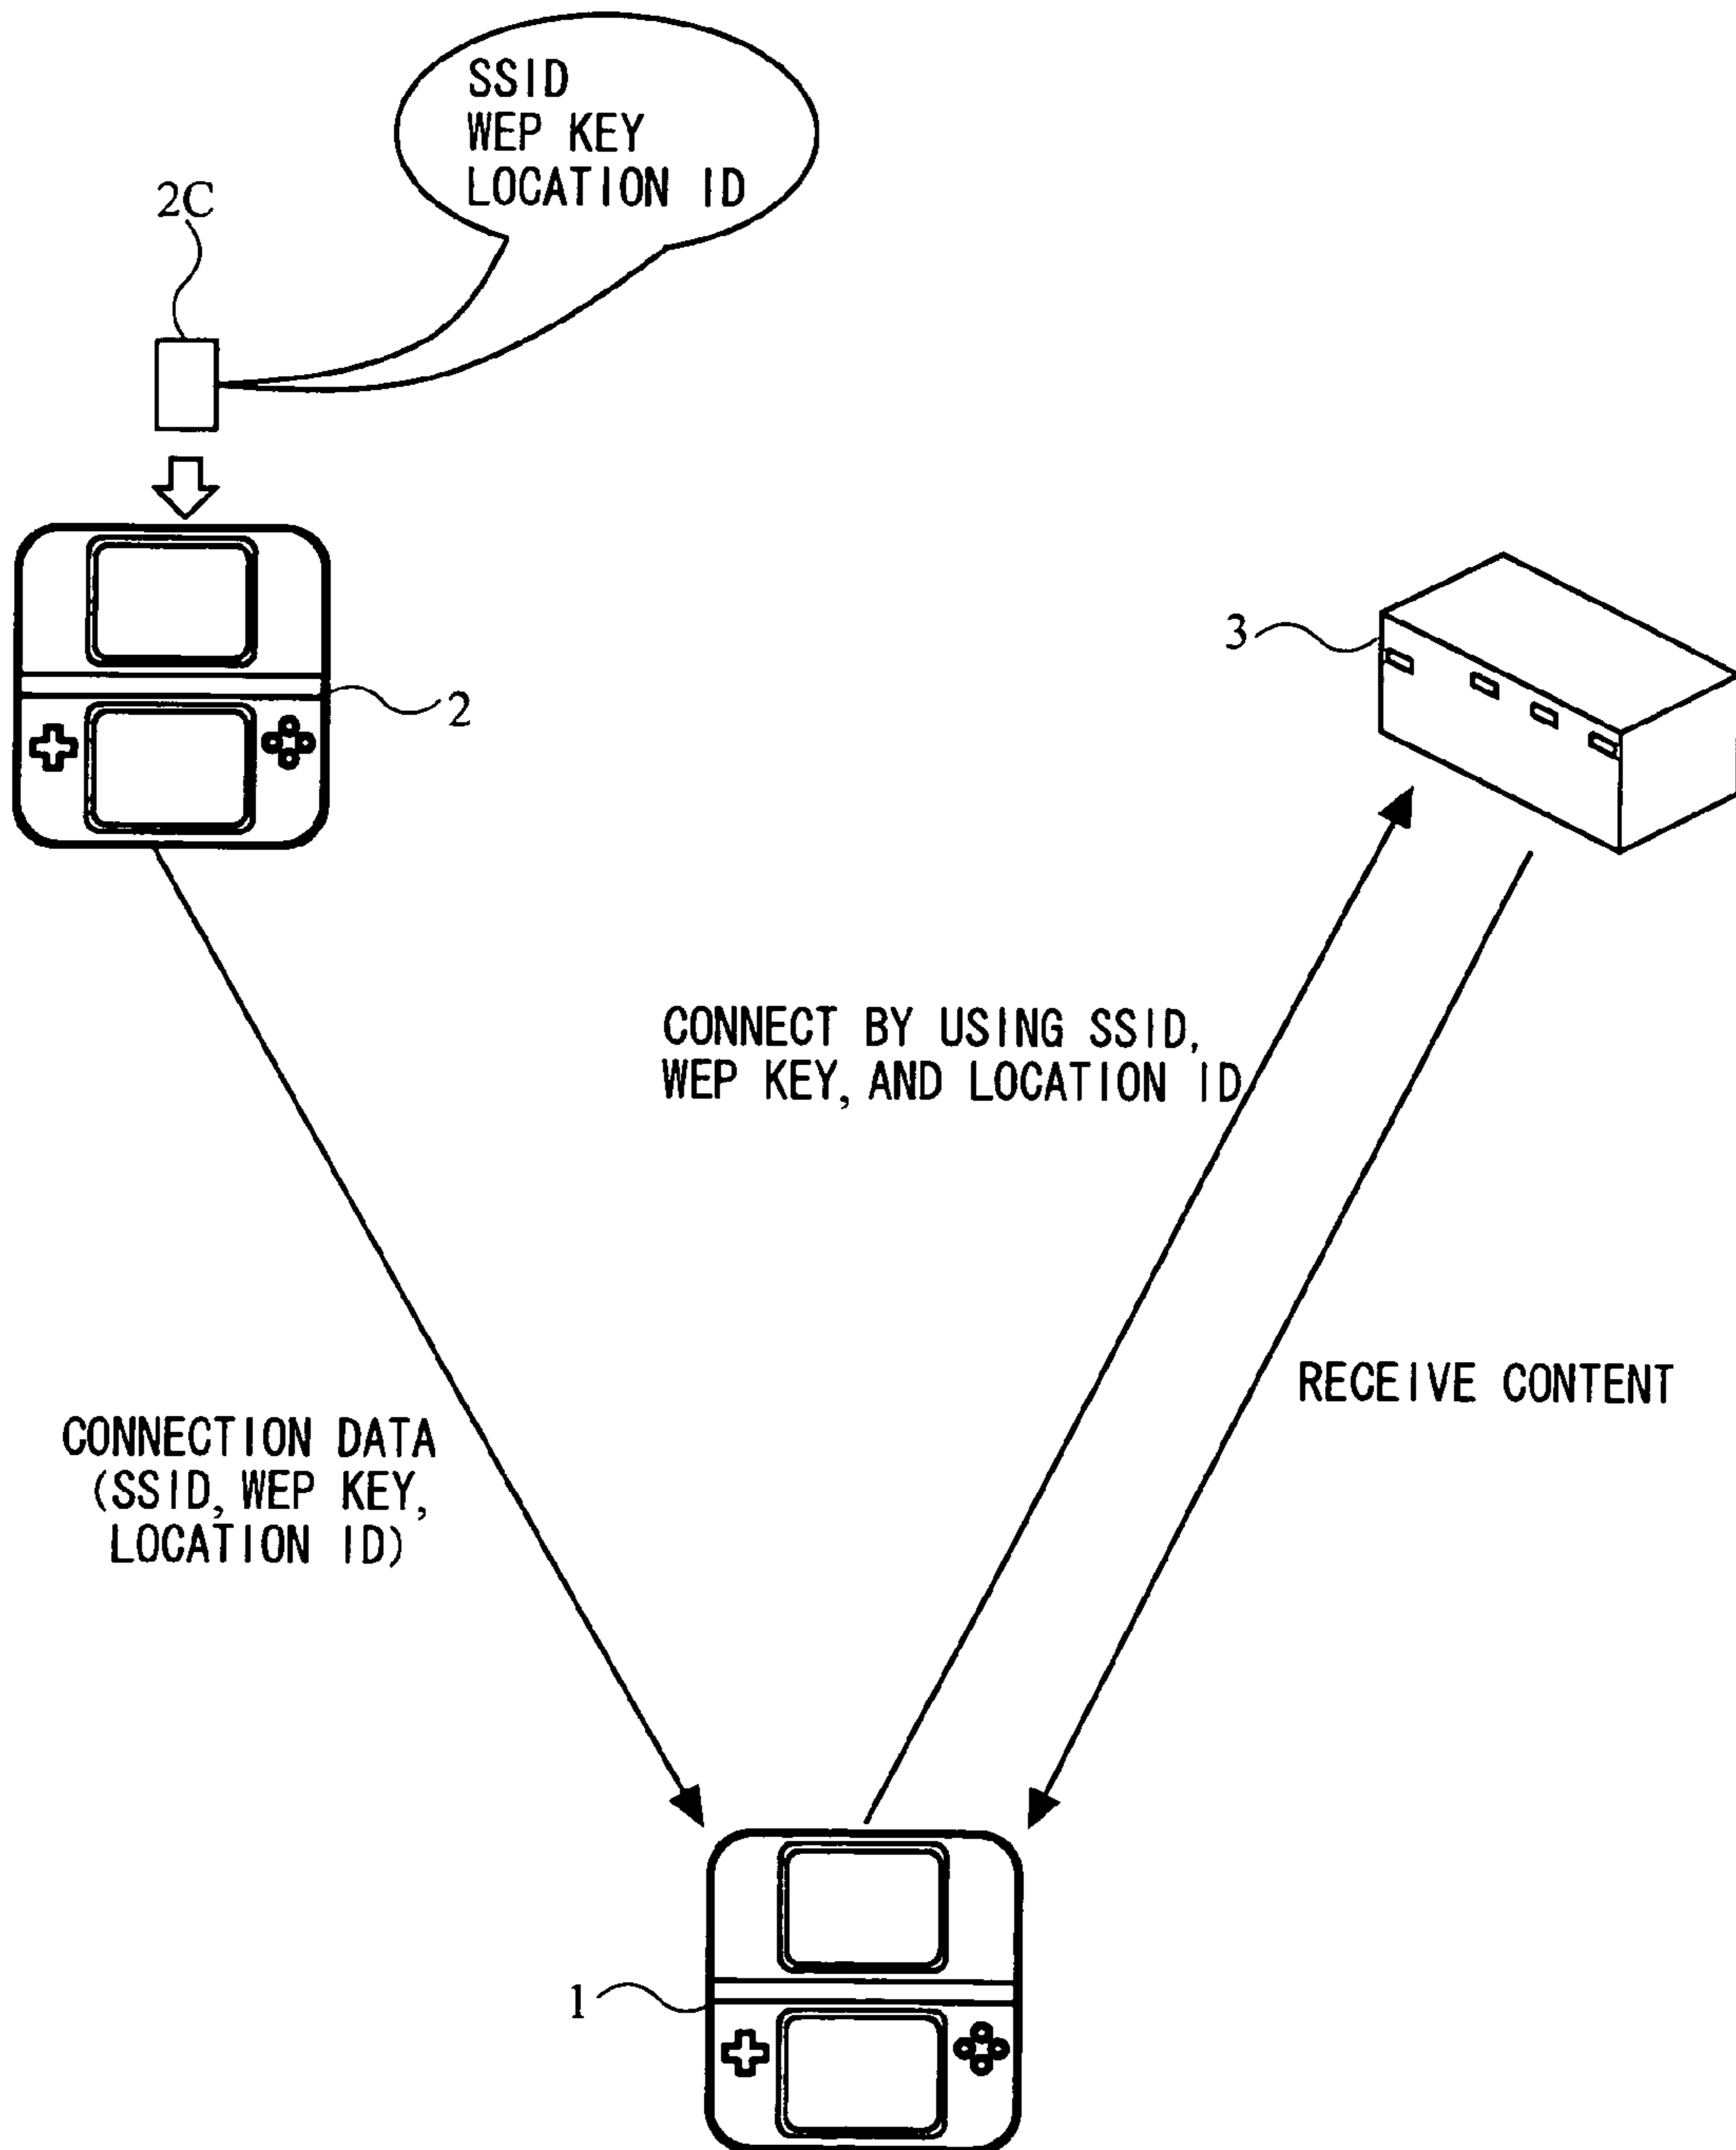 SSID
WEP KEY
LOCATION ID
2C
3
2
CONNECT BY USING SSID,
WEP KEY, AND LOCATION ID
RECEIVE CONTENT
CONNECTION DATA
(SSID, WEP KEY,
LOCATION ID)
1